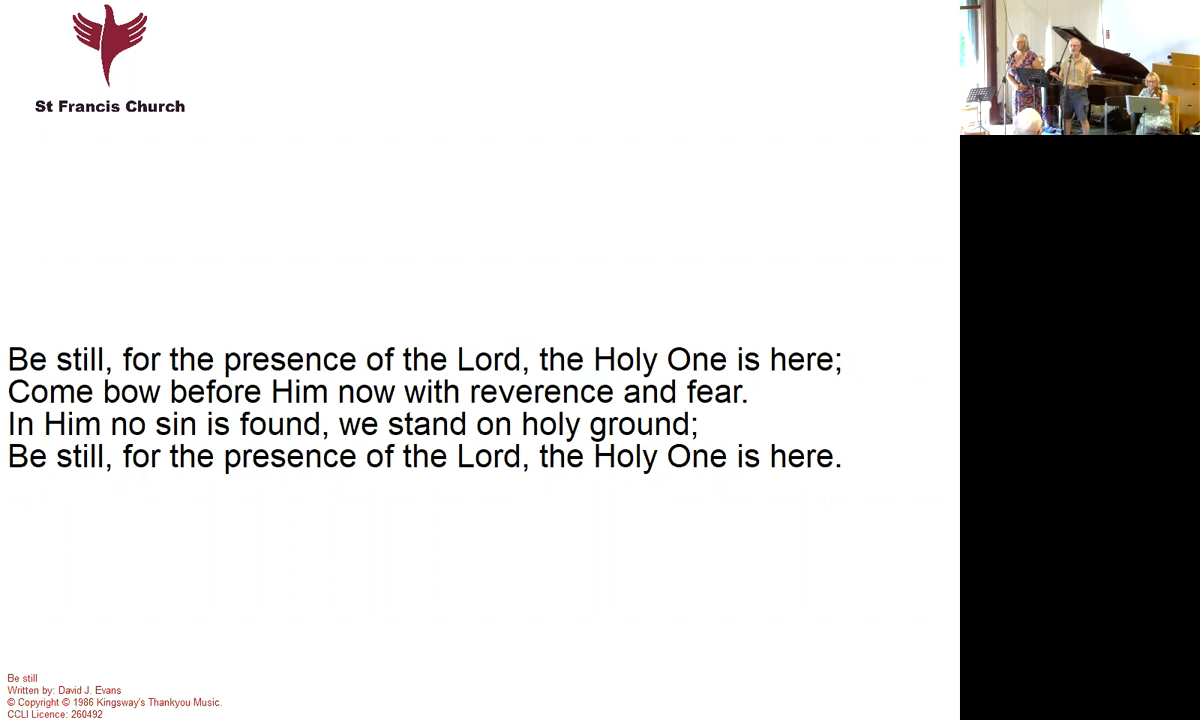 St Francis Church
Be still, for the presence of the Lord, the Holy One is here;
Come bow before Him now with reverence and fear.
In Him no sin is found, we stand on holy ground;
Be still, for the presence of the Lord, the Holy One is here.
Be still
Written by: David J. Evans
© Copyright © 1986 Kingsway's Thankyou Music.
CCLI Licence: 260492